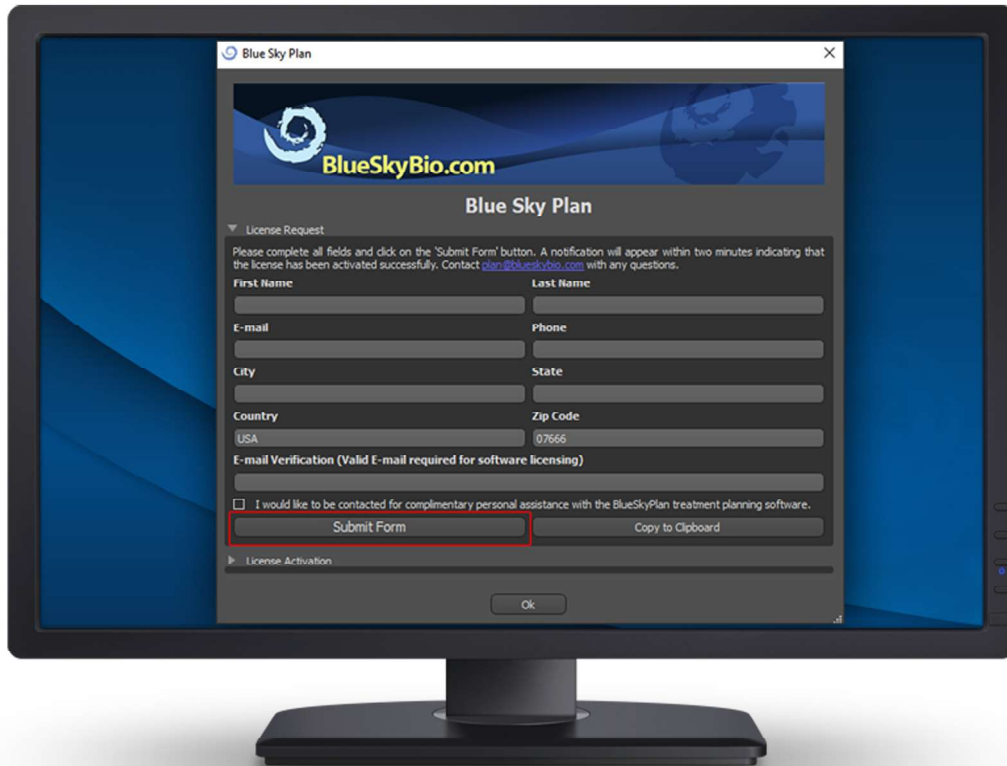 Blue Sky Plan
BlueSkyBio.com
Blue Sky Plan
License Request
Please complete all fields and click on the 'Submit Form' button. A notification will appear within two minutes indicating that
the license has been activated successfully. Contact plan@blueskybio.com with any questions.
First Name Last Name
E-mail Phone
City State
Country Zip Code
USA 07666
E-mail Verification (Valid E-mail required for software licensing)
I would like to be contacted for complimentary personal assistance with the BlueSkyPlan treatment planning software.
Submit Form Copy to Clipboard
License Activation
Ok